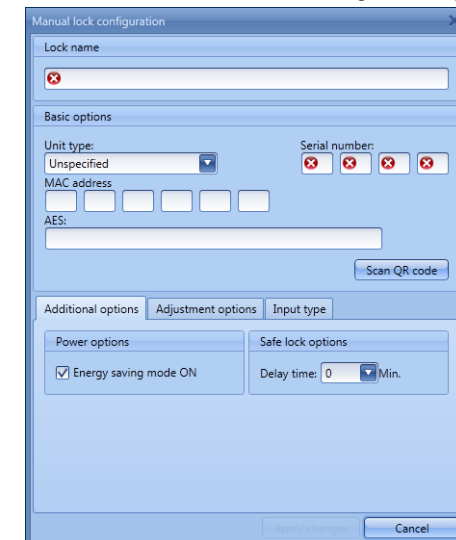 Manual lock configuration
Lock name
Basic options
Unit type:
Serial number:
Unspecified
MAC address
AES:
Scan QR code
Additional options
Adjustment options
Input type
Power options
Safe lock options
Energy saving mode ON
Delay time: 0 Min.
Apply changes
Cancel